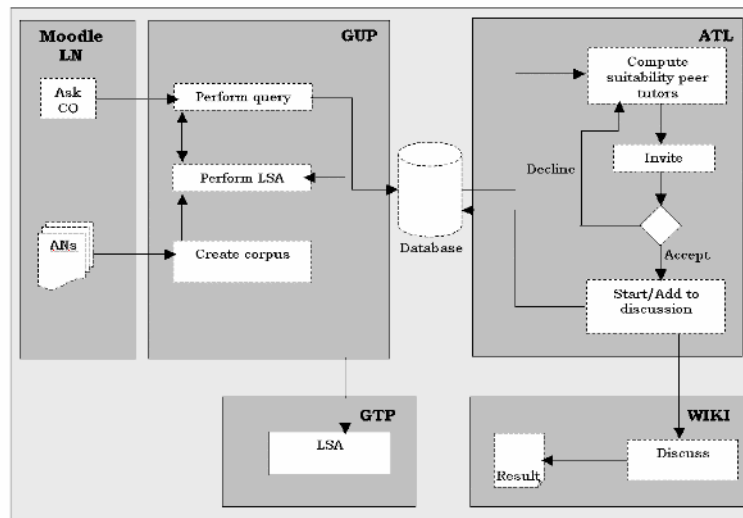 Moodle
LN
GUP
ATL
Ask
CO
Perform query
Compute
suitability peer
tutors
Perform LSA
Invite
Decline
ANs
Create corpus
Database
Accept
Start/Add to
discussion
GTP
LSA
WIKI
Result
Discuss